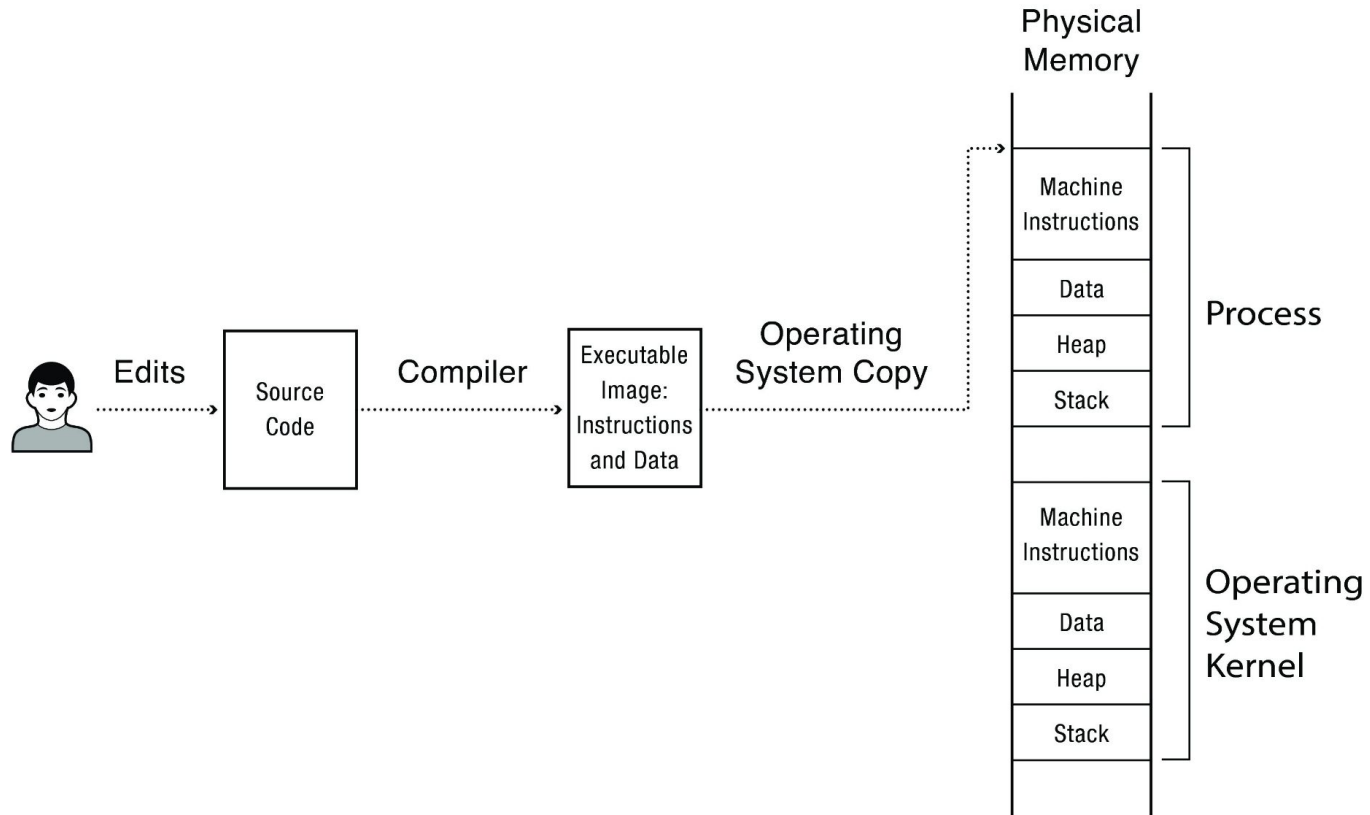 Physical
Memory
Machine
Instructions
Data
Heap
Stack
Process
Edits
Source
Code
Compiler
Executable
Image:
Instructions
and Data
Operating
System Copy
Machine
Instructions
Data
Heap
Stack
Operating
System
Kernel